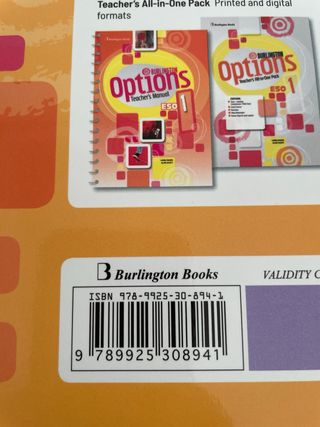 Teacher's All-in-One Pack Printed and digital
formats
Burlington Books
BURLINGTON
Options
Teacher's Manual
ESO 1
Burlington Books
BURLINGTON
Options
Teacher's All-in-One Pack
ESO 1
B Burlington Books
VALIDITY C
ISBN 978-9925-30-894-1
9 789925 308941